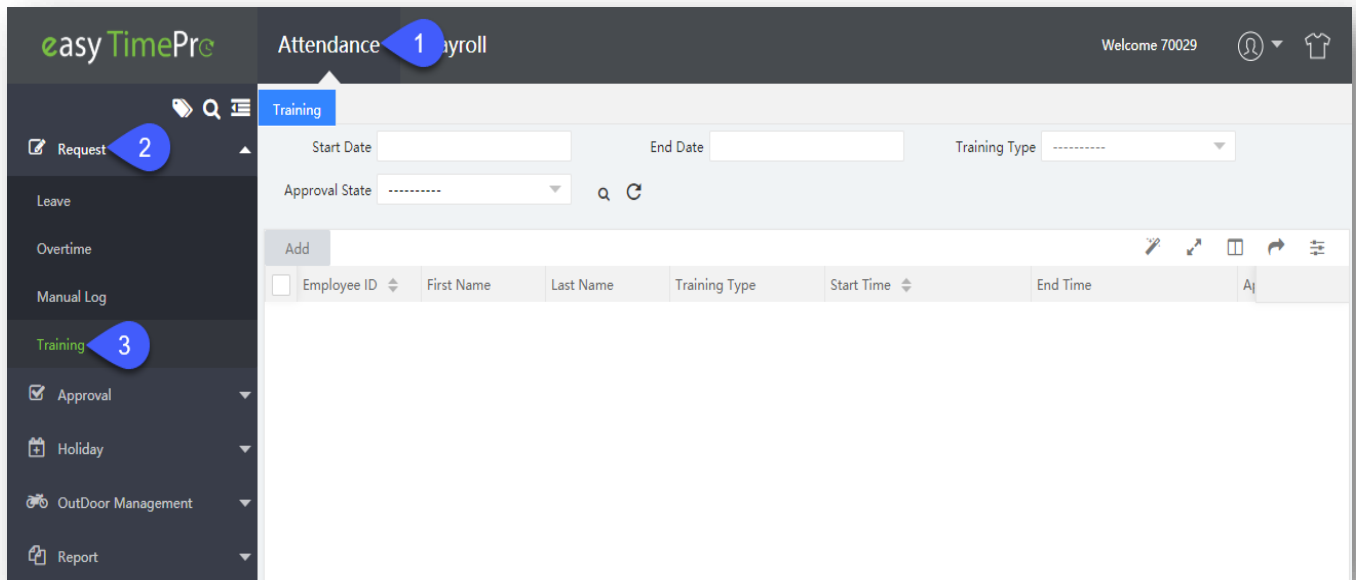 easy TimePro
Attendance 1 ayroll Welcome 70029
Training
Request 2
Start Date End Date Training Type ----------
Approval State ----------
Leave
Overtime
Manual Log
Training 3
Approval
Holiday
OutDoor Management
Report
Add
Employee ID First Name Last Name Training Type Start Time End Time